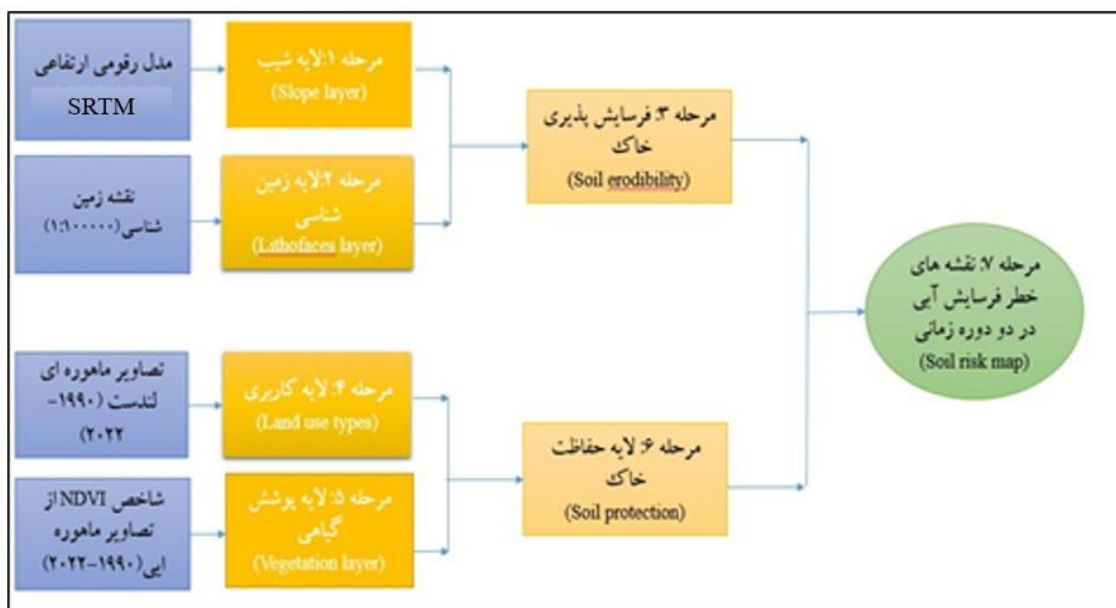 مدل رقومی ارتفاعی
SRTM
مرحله ۱: لایه شیب
(Slope layer)
نقشه زمین
شناسی(۱:۱۰۰۰۰۰)
مرحله ۲: لایه زمین
شناسی
(Lithofaces layer)
مرحله ۳: فرسایش پذیری
خاک
(Soil erodibility)
تصاویر ماهوره ای
لندست (۱۹۹۰-
۲۰۲۲)
مرحله ۴: لایه کاربری
(Land use types)
شاخص NDVI از
تصاویر ماهوره
ایی(۱۹۹۰-۲۰۲۲)
مرحله ۵: لایه پوشش
گیاهی
(Vegetation layer)
مرحله ۶: لایه حفاظت
خاک
(Soil protection)
مرحله ۷: نقشه های
خطر فرسایش آبی
در دو دوره زمانی
(Soil risk map)